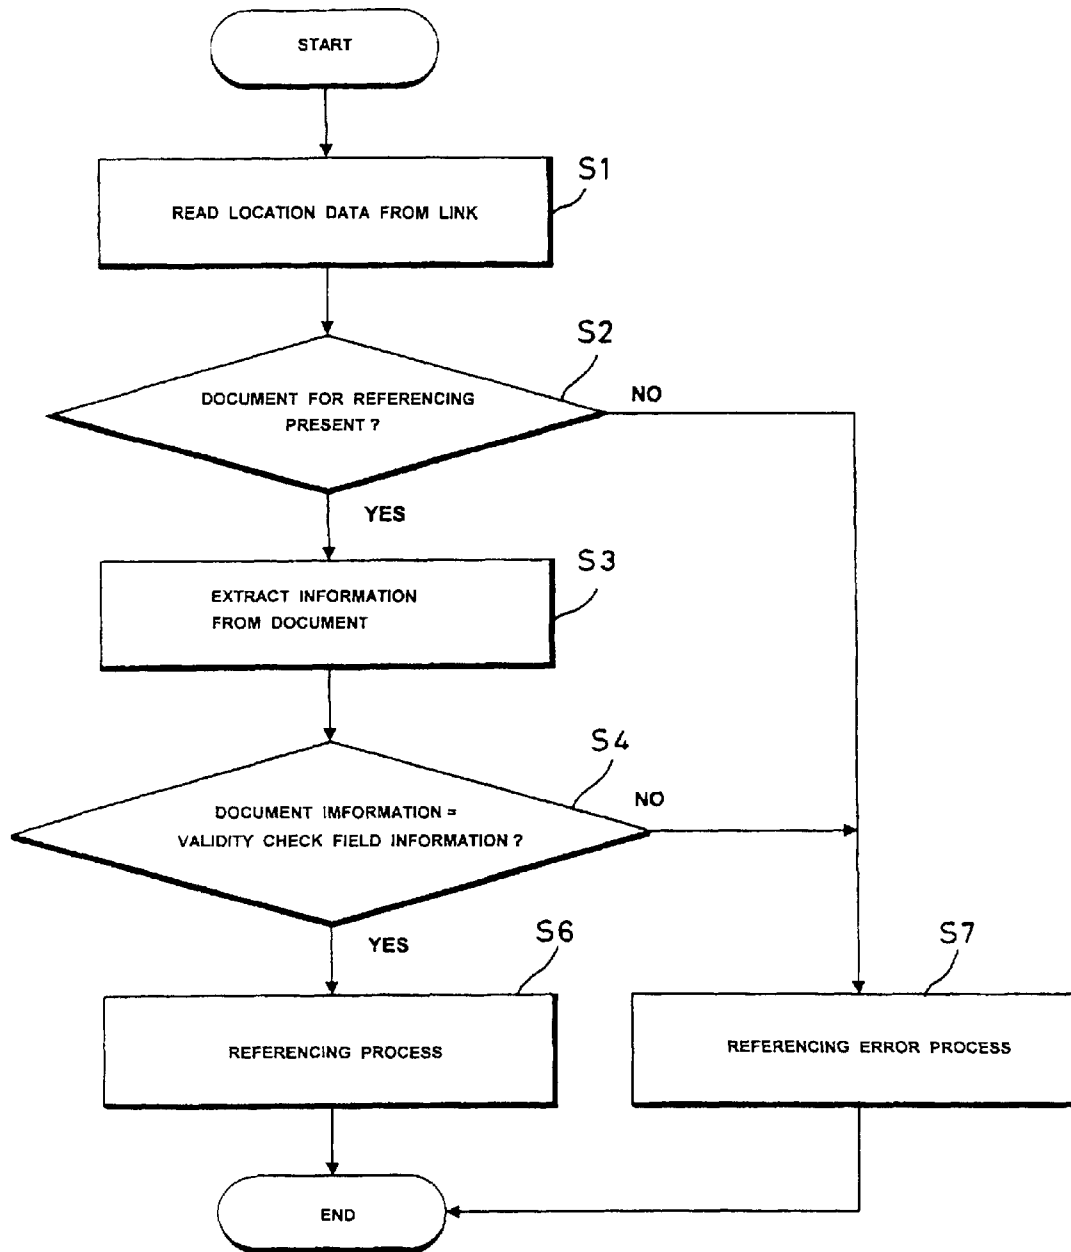 START
S1
READ LOCATION DATA FROM LINK
S2
DOCUMENT FOR REFERENCING
PRESENT ?
NO
YES
S3
EXTRACT INFORMATION
FROM DOCUMENT
S4
DOCUMENT IMFORMATION =
VALIDITY CHECK FIELD INFORMATION ?
NO
YES
S6
REFERENCING PROCESS
S7
REFERENCING ERROR PROCESS
END